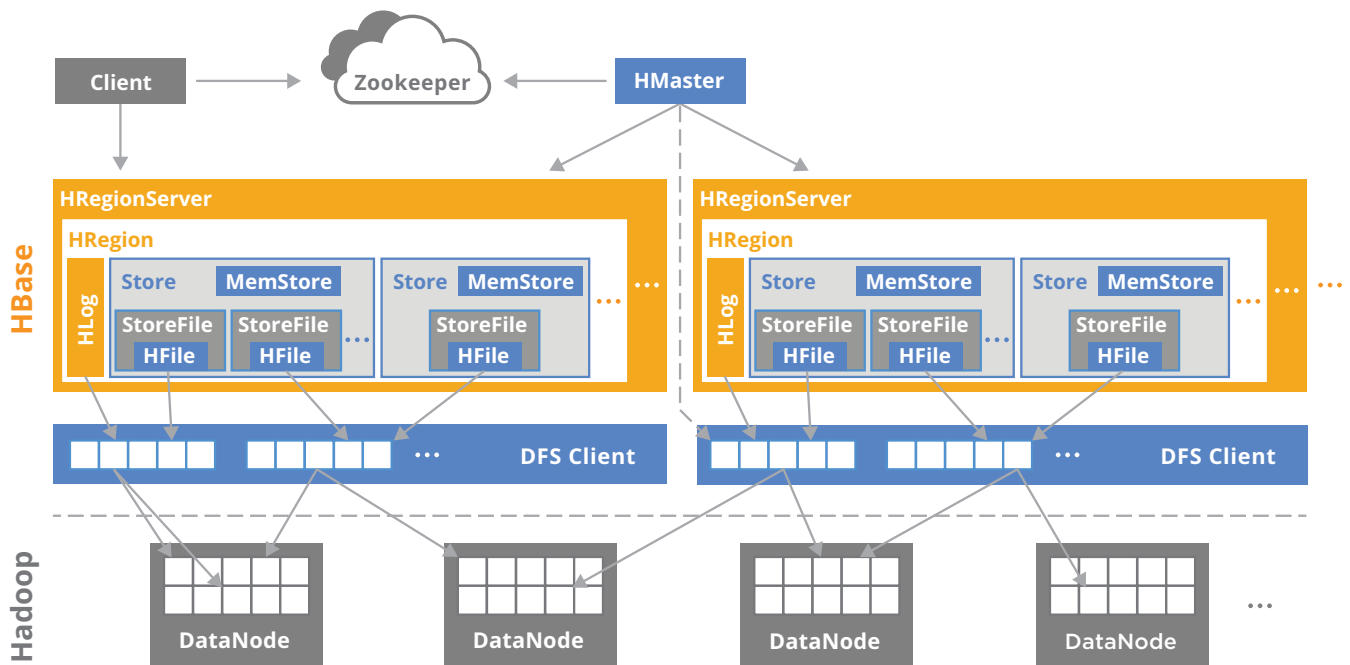 Client
Zookeeper
HMaster
HBase
HRegionServer
HRegion
HLog
Store
MemStore
StoreFile
HFile
StoreFile
HFile
...
Store
MemStore
StoreFile
HFile
...
...
HRegionServer
HRegion
HLog
Store
MemStore
StoreFile
HFile
StoreFile
HFile
...
Store
MemStore
StoreFile
HFile
...
...
...
...
DFS Client
...
DFS Client
Hadoop
DataNode
DataNode
DataNode
DataNode
...